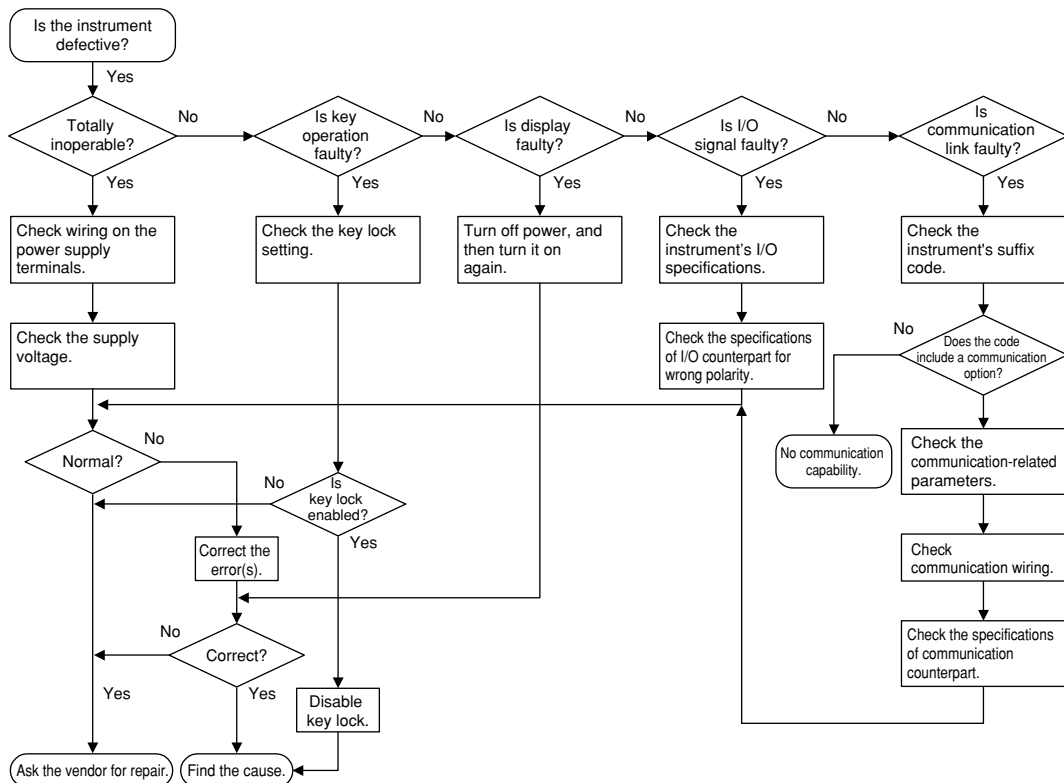 Is the instrument
defective?
Yes
Totally
inoperable?
No
Is key
operation
faulty?
No
Is display
faulty?
No
Is I/O
signal faulty?
No
Is
communication
link faulty?
Yes
Yes
Yes
Yes
Yes
Check wiring on the
power supply
terminals.
Check the key lock
setting.
Turn off power, and
then turn it on
again.
Check the
instrument's I/O
specifications.
Check the
instrument's suffix
code.
Check the supply
voltage.
Check the specifications
of I/O counterpart for
wrong polarity.
No
Does the code
include a communication
option?
Normal?
No
No communication
capability.
Check the
communication-related
parameters.
No
Is
key lock
enabled?
Yes
Correct the
error(s).
Check
communication wiring.
No
Correct?
Check the specifications
of communication
counterpart.
Yes
Yes
Disable
key lock.
Ask the vendor for repair.
Find the cause.